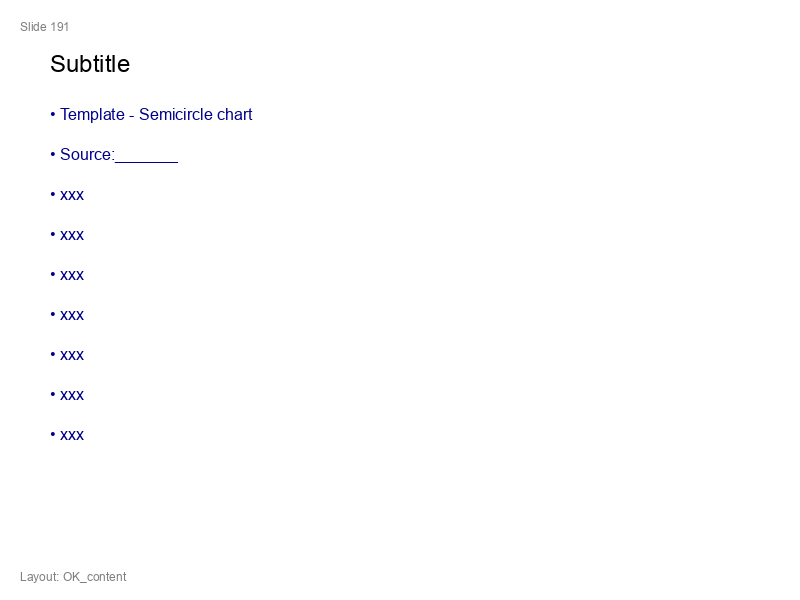 Slide 191
Subtitle
• Template - Semicircle chart
• Source:_______
• xxx
• xxx
• xxx
• xxx
• xxx
• xxx
• xxx
Layout: OK_content